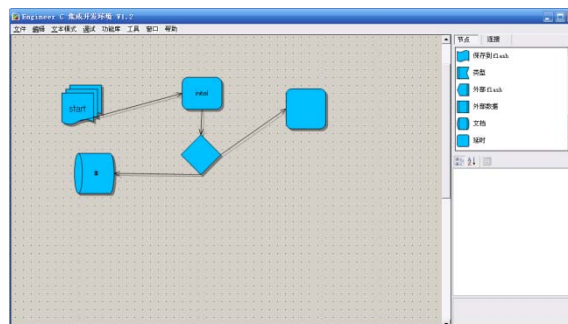 Engineer C 集成开发环境 V1.2
文件 编辑 文本模式 调试 功能库 工具 窗口 帮助
节点 连接
start
initial
保存到flash
类型
外部flash
外部数据
文档
延时